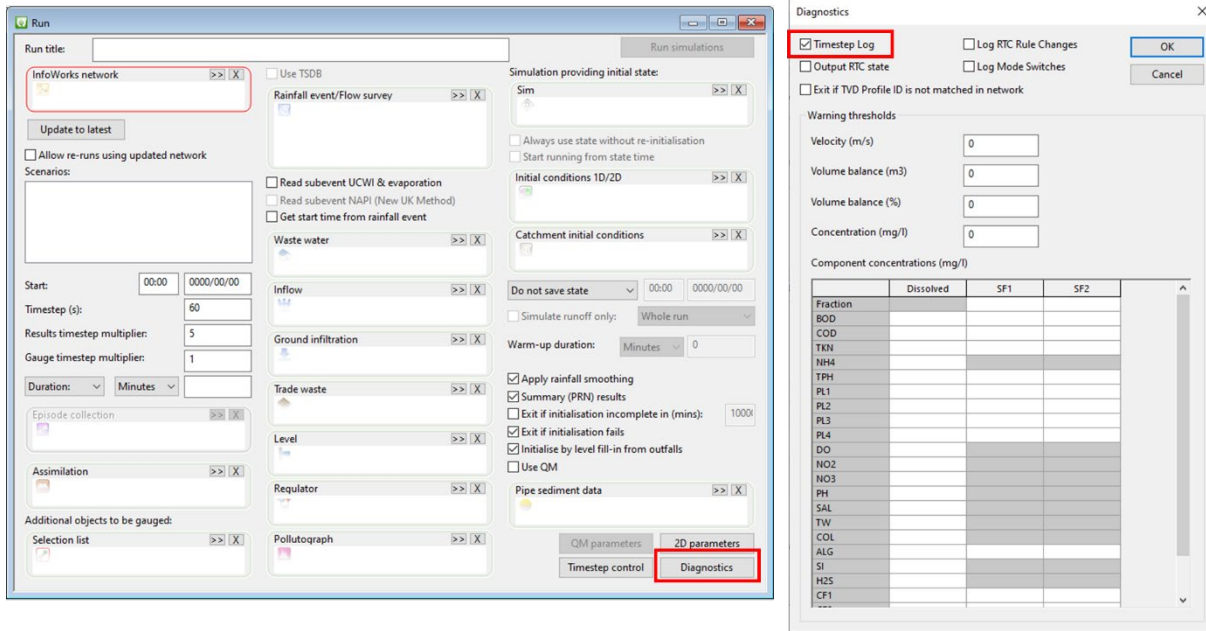 Run
Run title:
Run simulations
InfoWorks network >> X
Update to latest
Allow re-runs using updated network
Scenarios:
Start: 00:00 0000/00/00
Timestep (s): 60
Results timestep multiplier: 5
Gauge timestep multiplier: 1
Duration: Minutes
Episode collection >> X
Assimilation >> X
Additional objects to be gauged:
Selection list >> X
Use TSDB
Rainfall event/Flow survey >> X
Read subevent UCWI & evaporation
Read subevent NAPI (New UK Method)
Get start time from rainfall event
Waste water >> X
Inflow >> X
Ground infiltration >> X
Trade waste >> X
Level >> X
Regulator >> X
Pollutograph >> X
Simulation providing initial state:
Sim >> X
Always use state without re-initialisation
Start running from state time
Initial conditions 1D/2D >> X
Catchment initial conditions >> X
Do not save state 00:00 0000/00/00
Simulate runoff only: Whole run
Warm-up duration: Minutes 0
Apply rainfall smoothing
Summary (PRN) results
Exit if initialisation incomplete in (mins):
Exit if initialisation fails
Initialise by level fill-in from outfalls
Use QM
Pipe sediment data >> X
QM parameters 2D parameters
Timestep control Diagnostics
Diagnostics
Timestep Log Log RTC Rule Changes OK
Output RTC state Log Mode Switches Cancel
Exit if TVD Profile ID is not matched in network
Warning thresholds
Velocity (m/s) 0
Volume balance (m3) 0
Volume balance (%) 0
Concentration (mg/l) 0
Component concentrations (mg/l)
Dissolved SF1 SF2
Fraction
BOD
COD
TKN
NH4
TPH
PL1
PL2
PL3
PL4
DO
NO2
NO3
PH
SAL
TW
COL
ALG
SI
H2S
CF1